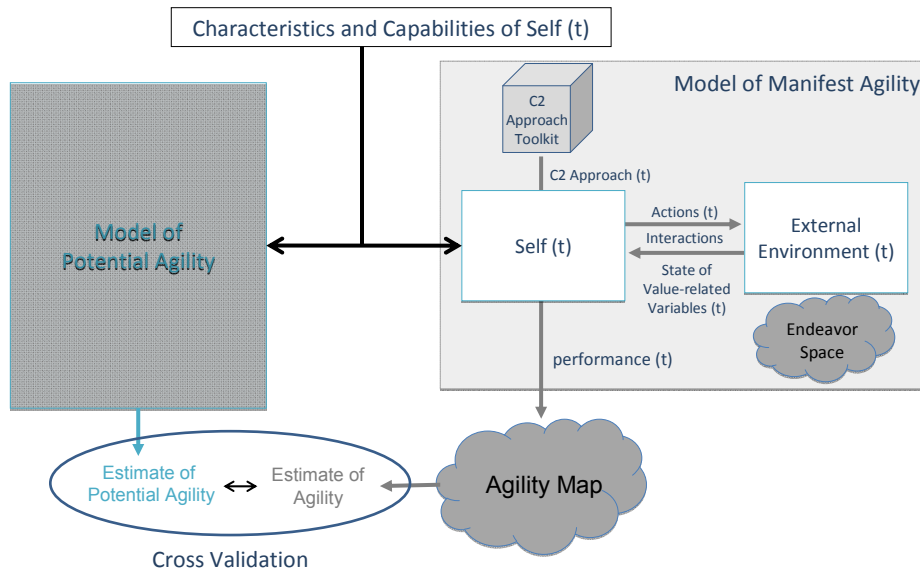 Characteristics and Capabilities of Self (t)
Model of Manifest Agility
C2
Approach
Toolkit
C2 Approach (t)
Model of
Potential Agility
Self (t)
Actions (t)
Interactions
State of
Value-related
Variables (t)
External
Environment (t)
Endeavor
Space
performance (t)
Estimate of
Potential Agility
Estimate of
Agility
Agility Map
Cross Validation